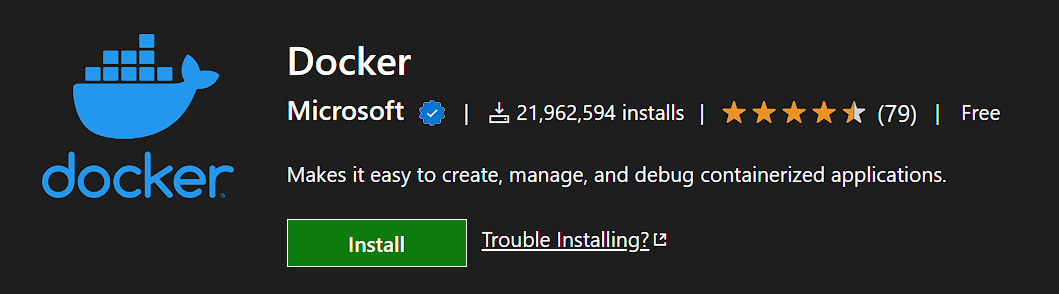 docker
Docker
Microsoft | 21,962,594 installs | (79) | Free
Makes it easy to create, manage, and debug containerized applications.
Install Trouble Installing?